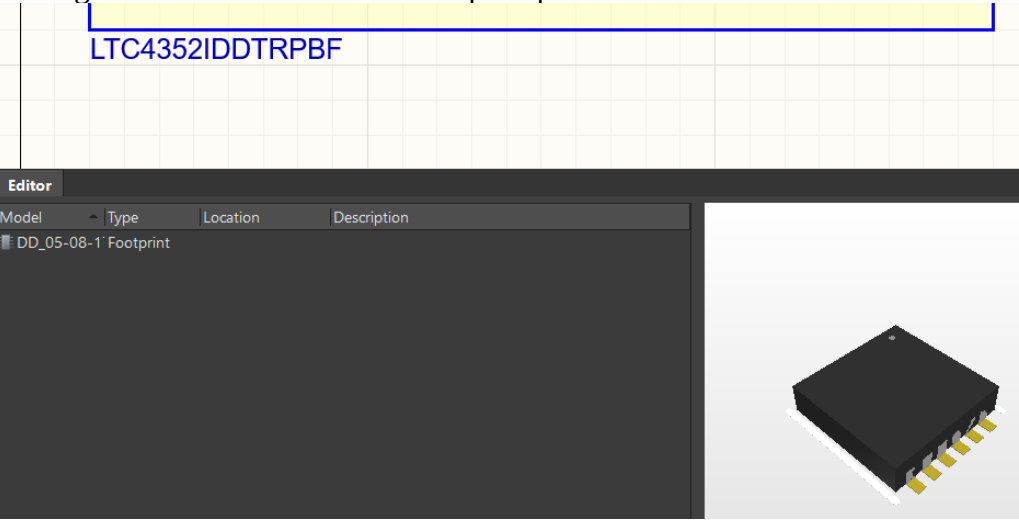 LTC4352IDDTRPBF
Editor
Model Type Location Description
DD_05-08-1 Footprint